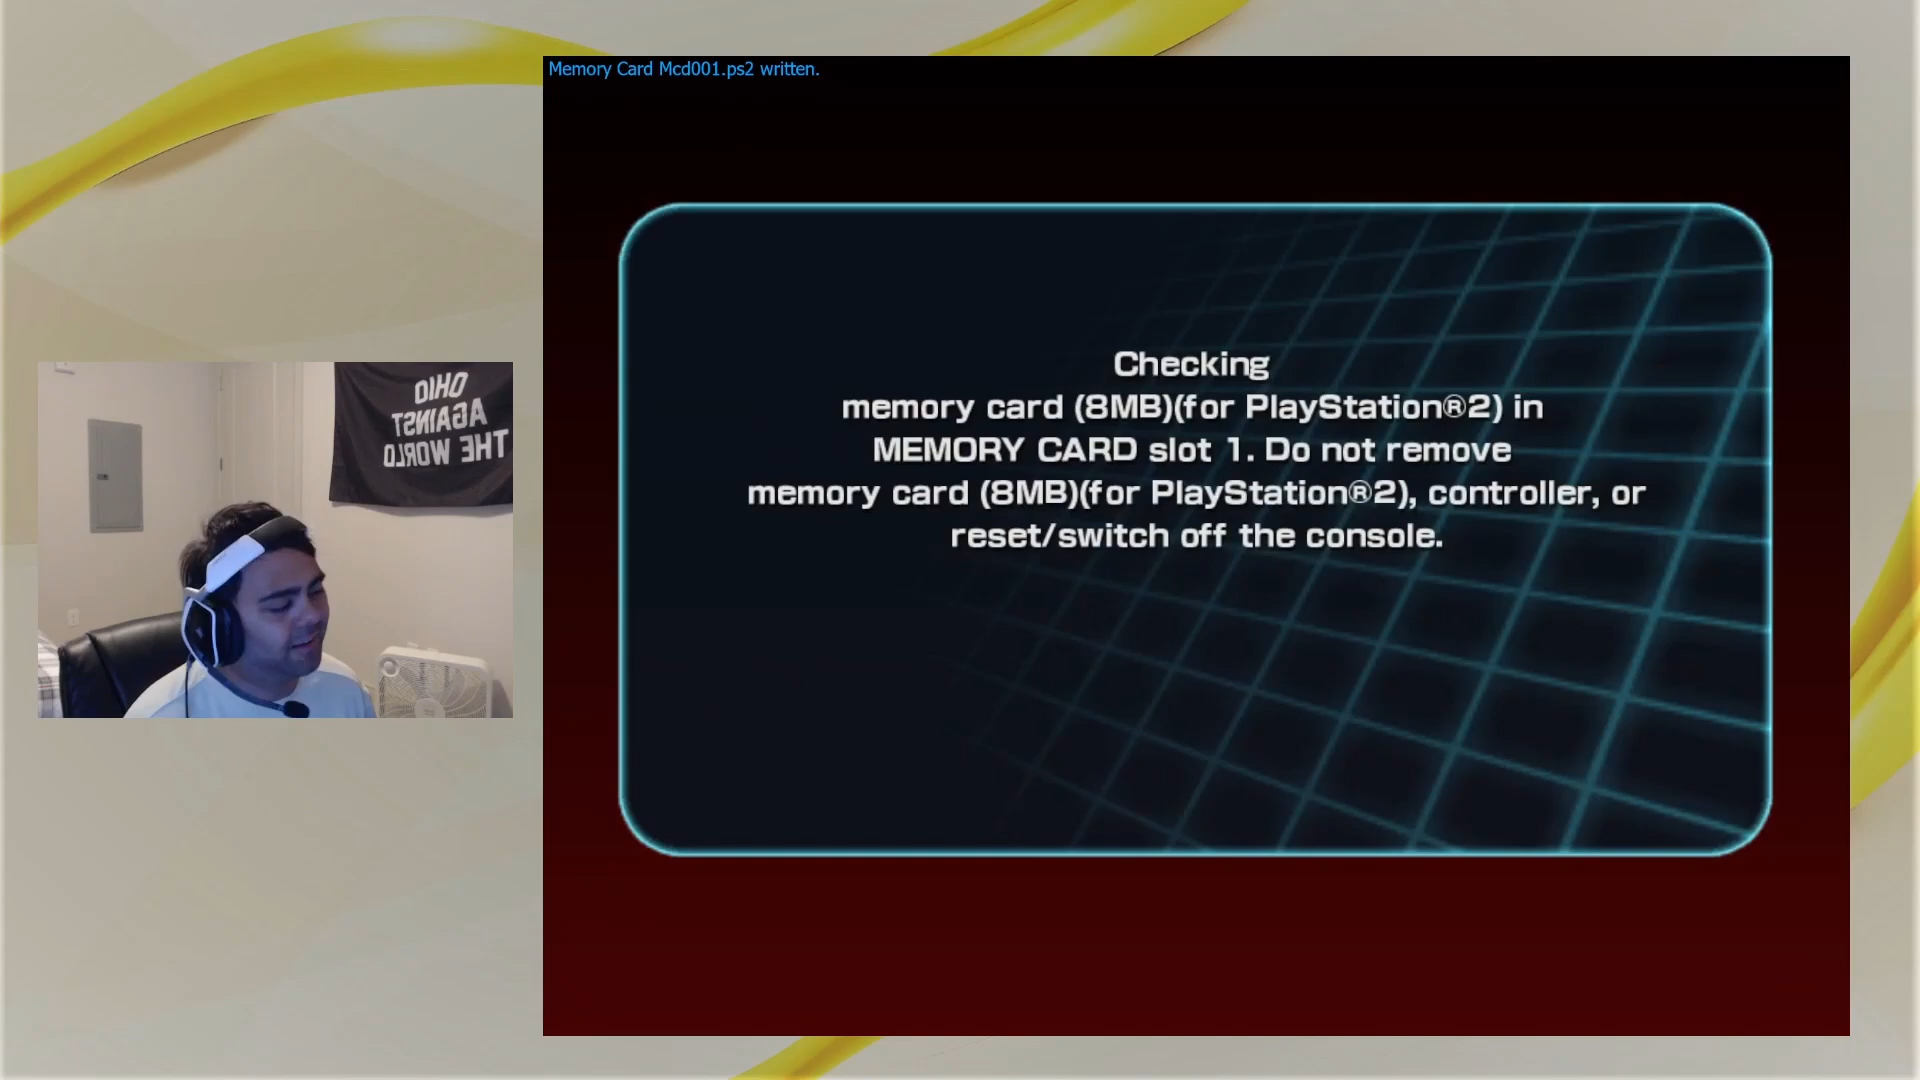 Memory Card Mcd001.ps2 written.
Checking
memory card (8MB)(for PlayStation®2) in
MEMORY CARD slot 1. Do not remove
memory card (8MB)(for PlayStation®2), controller, or
reset/switch off the console.
OHIO
AGAINST
THE WORLD